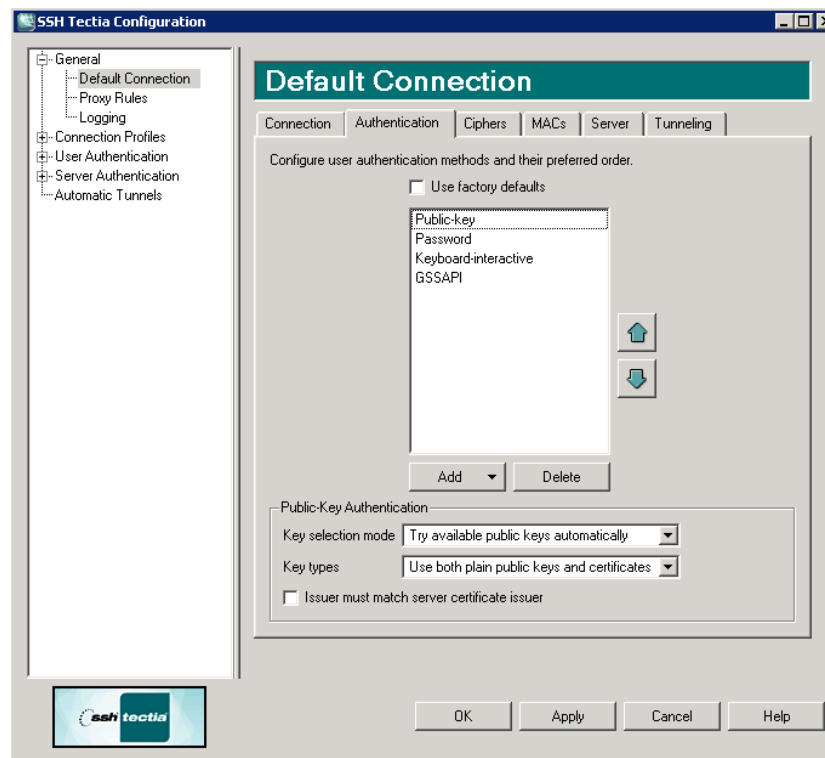 SSH Tectia Configuration
General
Default Connection
Proxy Rules
Logging
Connection Profiles
User Authentication
Server Authentication
Automatic Tunnels
Default Connection
Connection Authentication Ciphers MACs Server Tunneling
Configure user authentication methods and their preferred order.
Use factory defaults
Public-key
Password
Keyboard-interactive
GSSAPI
Add Delete
Public-Key Authentication
Key selection mode Try available public keys automatically
Key types Use both plain public keys and certificates
Issuer must match server certificate issuer
ssh tectia
OK Apply Cancel Help